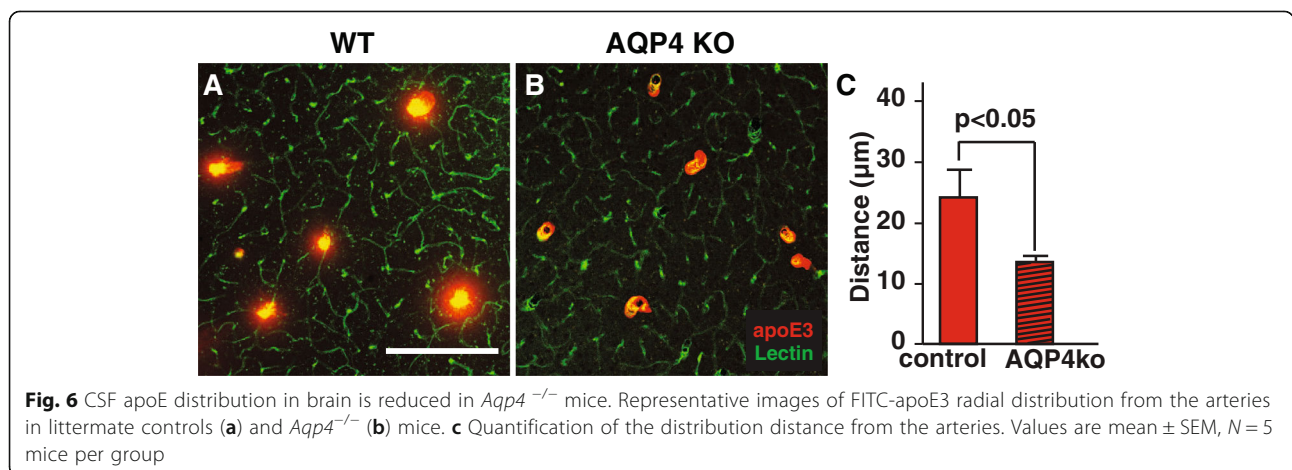 WT
AQP4 KO
A
B
C
apoE3
Lectin
Distance (µm)
40
30
20
10
0
p<0.05
control
AQP4ko
Fig. 6 CSF apoE distribution in brain is reduced in Aqp4 −/− mice. Representative images of FITC-apoE3 radial distribution from the arteries
in littermate controls (a) and Aqp4−/− (b) mice. c Quantification of the distribution distance from the arteries. Values are mean ± SEM, N = 5
mice per group